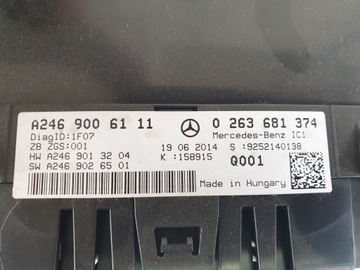 A246 900 61 11
0 263 681 374
DiagID:1F07
Mercedes-Benz IC1
ZB ZGS:001
19 06 2014
S :9252140138
HW A246 901 32 04
K :158915
Q001
SW A246 902 65 01
Made in Hungary